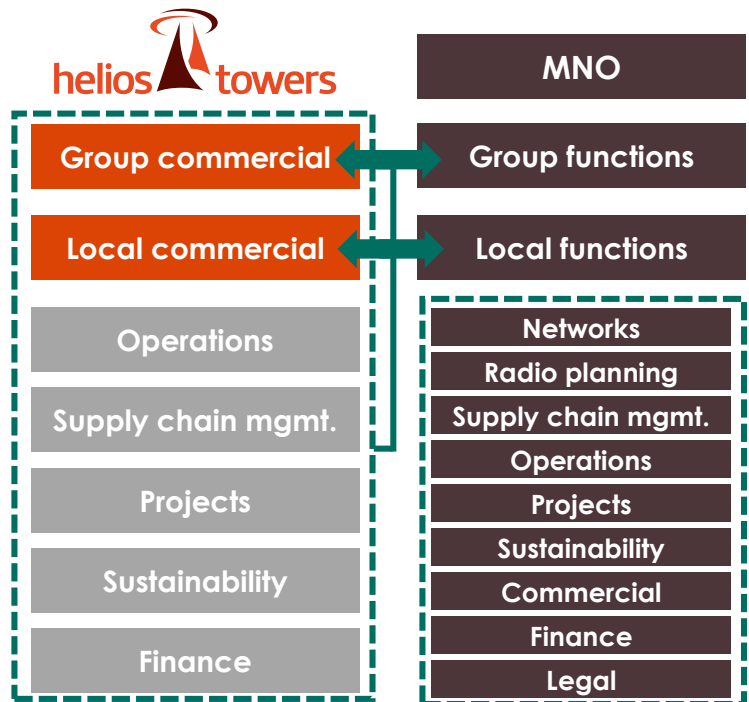 helios towers
Group commercial
Local commercial
Operations
Supply chain mgmt.
Projects
Sustainability
Finance
MNO
Group functions
Local functions
Networks
Radio planning
Supply chain mgmt.
Operations
Projects
Sustainability
Commercial
Finance
Legal